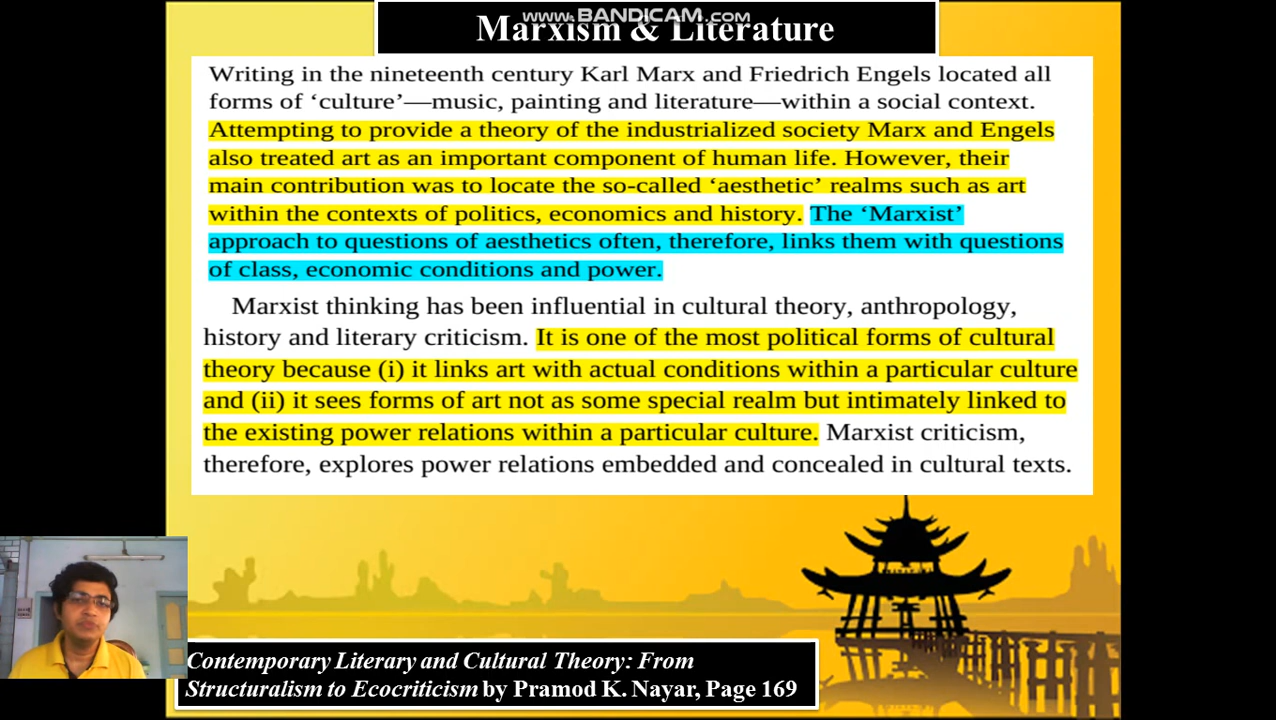 www.BANDICAM.com
Marxism & Literature
Writing in the nineteenth century Karl Marx and Friedrich Engels located all
forms of ‘culture’—music, painting and literature—within a social context.
Attempting to provide a theory of the industrialized society Marx and Engels
also treated art as an important component of human life. However, their
main contribution was to locate the so-called ‘aesthetic’ realms such as art
within the contexts of politics, economics and history. The ‘Marxist’
approach to questions of aesthetics often, therefore, links them with questions
of class, economic conditions and power.
Marxist thinking has been influential in cultural theory, anthropology,
history and literary criticism. It is one of the most political forms of cultural
theory because (i) it links art with actual conditions within a particular culture
and (ii) it sees forms of art not as some special realm but intimately linked to
the existing power relations within a particular culture. Marxist criticism,
therefore, explores power relations embedded and concealed in cultural texts.
Contemporary Literary and Cultural Theory: From
Structuralism to Ecocriticism by Pramod K. Nayar, Page 169